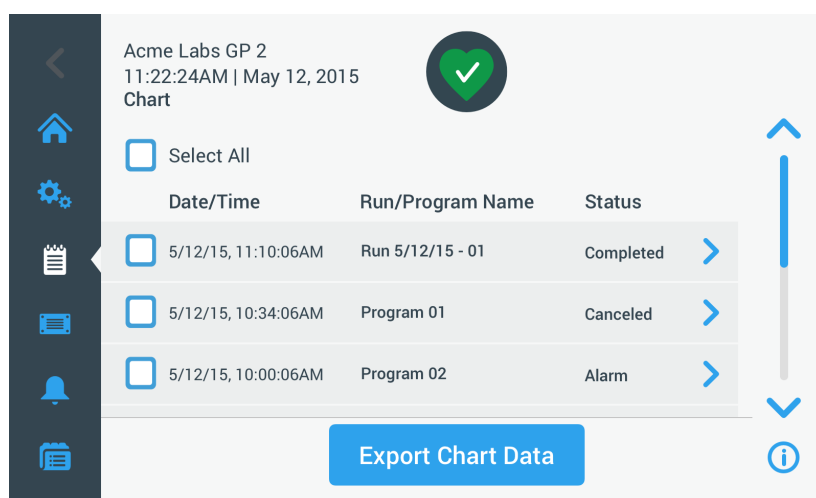 Acme Labs GP 2
11:22:24AM | May 12, 2015
Chart
Select All
Date/Time Run/Program Name Status
5/12/15, 11:10:06AM Run 5/12/15 - 01 Completed
5/12/15, 10:34:06AM Program 01 Canceled
5/12/15, 10:00:06AM Program 02 Alarm
Export Chart Data